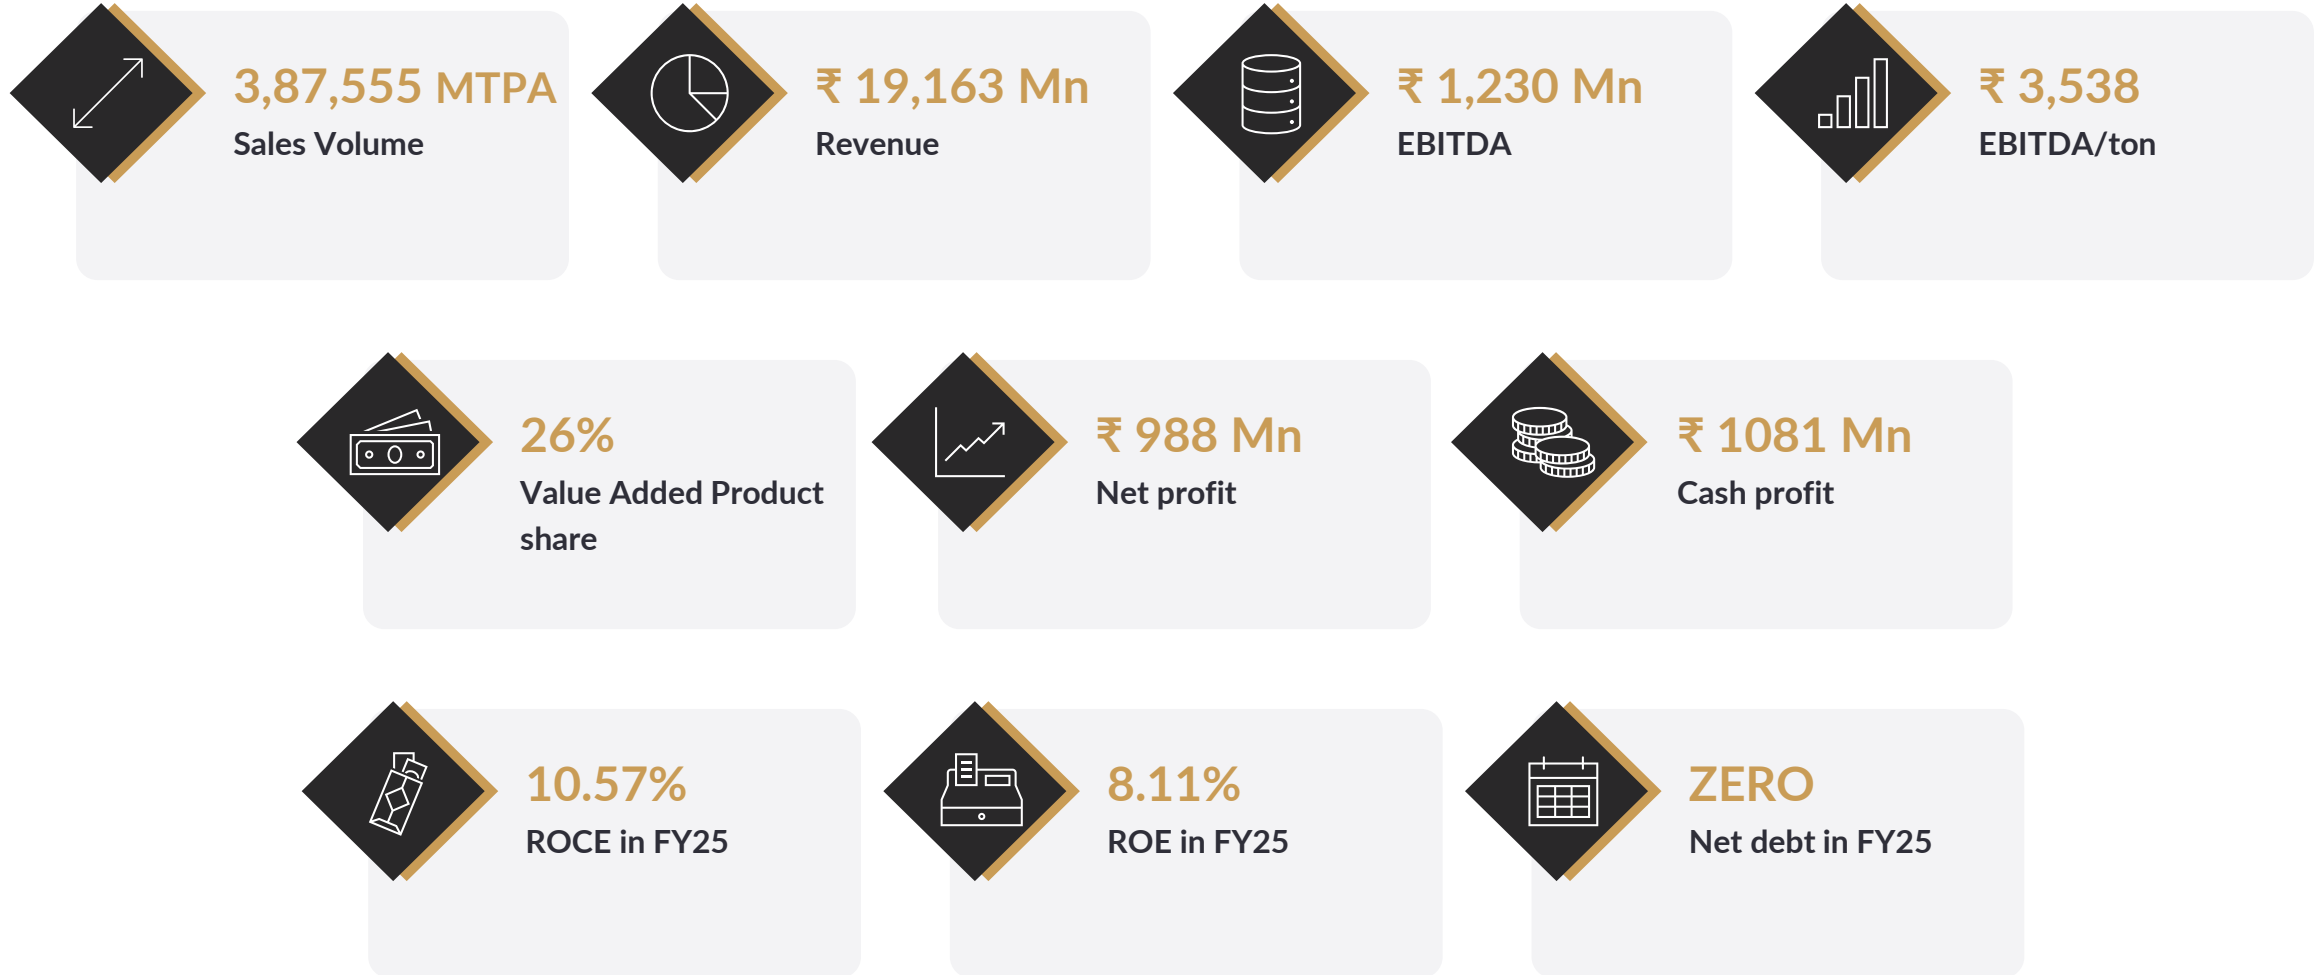 3,87,555 MTPA
Sales Volume
₹ 19,163 Mn
Revenue
₹ 1,230 Mn
EBITDA
₹ 3,538
EBITDA/ton
26%
Value Added Product
share
₹ 988 Mn
Net profit
₹ 1081 Mn
Cash profit
10.57%
ROCE in FY25
8.11%
ROE in FY25
ZERO
Net debt in FY25